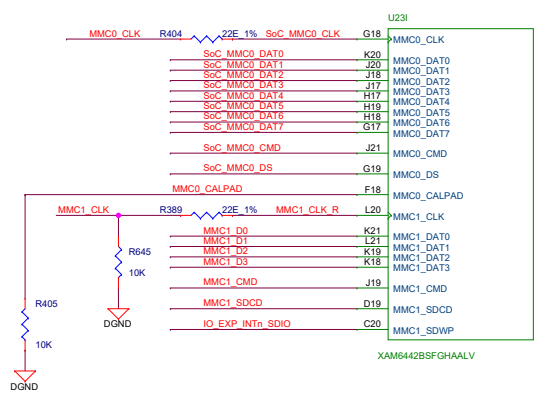 U23I
MMC0_CLK R404 22E_1% SoC_MMC0_CLK G18 MMC0_CLK
SoC_MMC0_DAT0 K20 MMC0_DAT0
SoC_MMC0_DAT1 J20 MMC0_DAT1
SoC_MMC0_DAT2 J18 MMC0_DAT2
SoC_MMC0_DAT3 J17 MMC0_DAT3
SoC_MMC0_DAT4 H17 MMC0_DAT4
SoC_MMC0_DAT5 H19 MMC0_DAT5
SoC_MMC0_DAT6 H18 MMC0_DAT6
SoC_MMC0_DAT7 G17 MMC0_DAT7
SoC_MMC0_CMD J21 MMC0_CMD
SoC_MMC0_DS G19 MMC0_DS
MMC0_CALPAD F18 MMC0_CALPAD
MMC1_CLK R389 22E_1% MMC1_CLK_R L20 MMC1_CLK
MMC1_D0 K21 MMC1_DAT0
MMC1_D1 L21 MMC1_DAT1
MMC1_D2 K19 MMC1_DAT2
MMC1_D3 K18 MMC1_DAT3
R645
10K
MMC1_CMD J19 MMC1_CMD
MMC1_SDCD D19 MMC1_SDCD
R405
DGND
IO_EXP_INTn_SDIO C20 MMC1_SDWP
10K
XAM6442BSFGHAALV
DGND